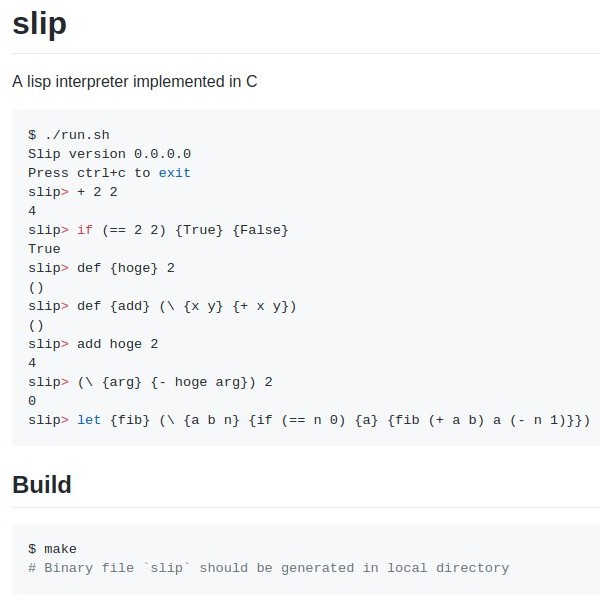 slip
A lisp interpreter implemented in C
$ ./run.sh
Slip version 0.0.0.0
Press ctrl+c to exit
slip> + 2 2
4
slip> if (== 2 2) {True} {False}
True
slip> def {hoge} 2
()
slip> def {add} (\ {x y} {+ x y})
()
slip> add hoge 2
4
slip> (\ {arg} {- hoge arg}) 2
0
slip> let {fib} (\ {a b n} {if (== n 0) {a} {fib (+ a b) a (- n 1)}})
Build
$ make
# Binary file `slip` should be generated in local directory